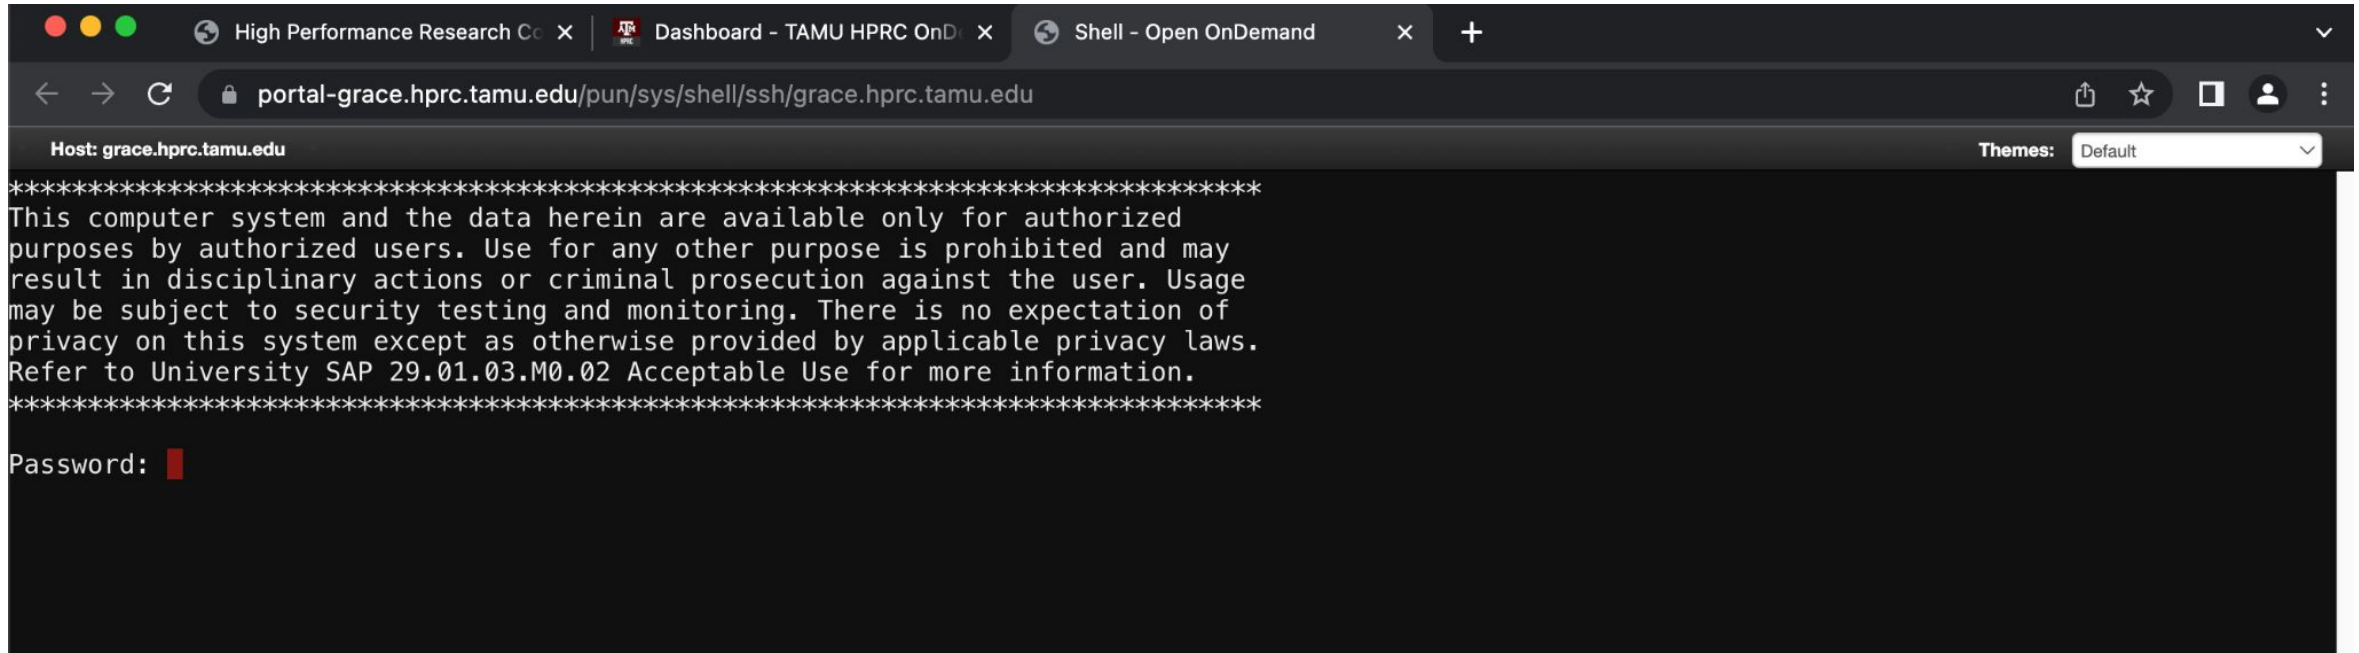 High Performance Research Co
Dashboard - TAMU HPRC OnDe
Shell - Open OnDemand
portal-grace.hprc.tamu.edu/pun/sys/shell/ssh/grace.hprc.tamu.edu
Host: grace.hprc.tamu.edu
Themes: Default
*******************************************************************************
This computer system and the data herein are available only for authorized
purposes by authorized users. Use for any other purpose is prohibited and may
result in disciplinary actions or criminal prosecution against the user. Usage
may be subject to security testing and monitoring. There is no expectation of
privacy on this system except as otherwise provided by applicable privacy laws.
Refer to University SAP 29.01.03.M0.02 Acceptable Use for more information.
*******************************************************************************
Password: